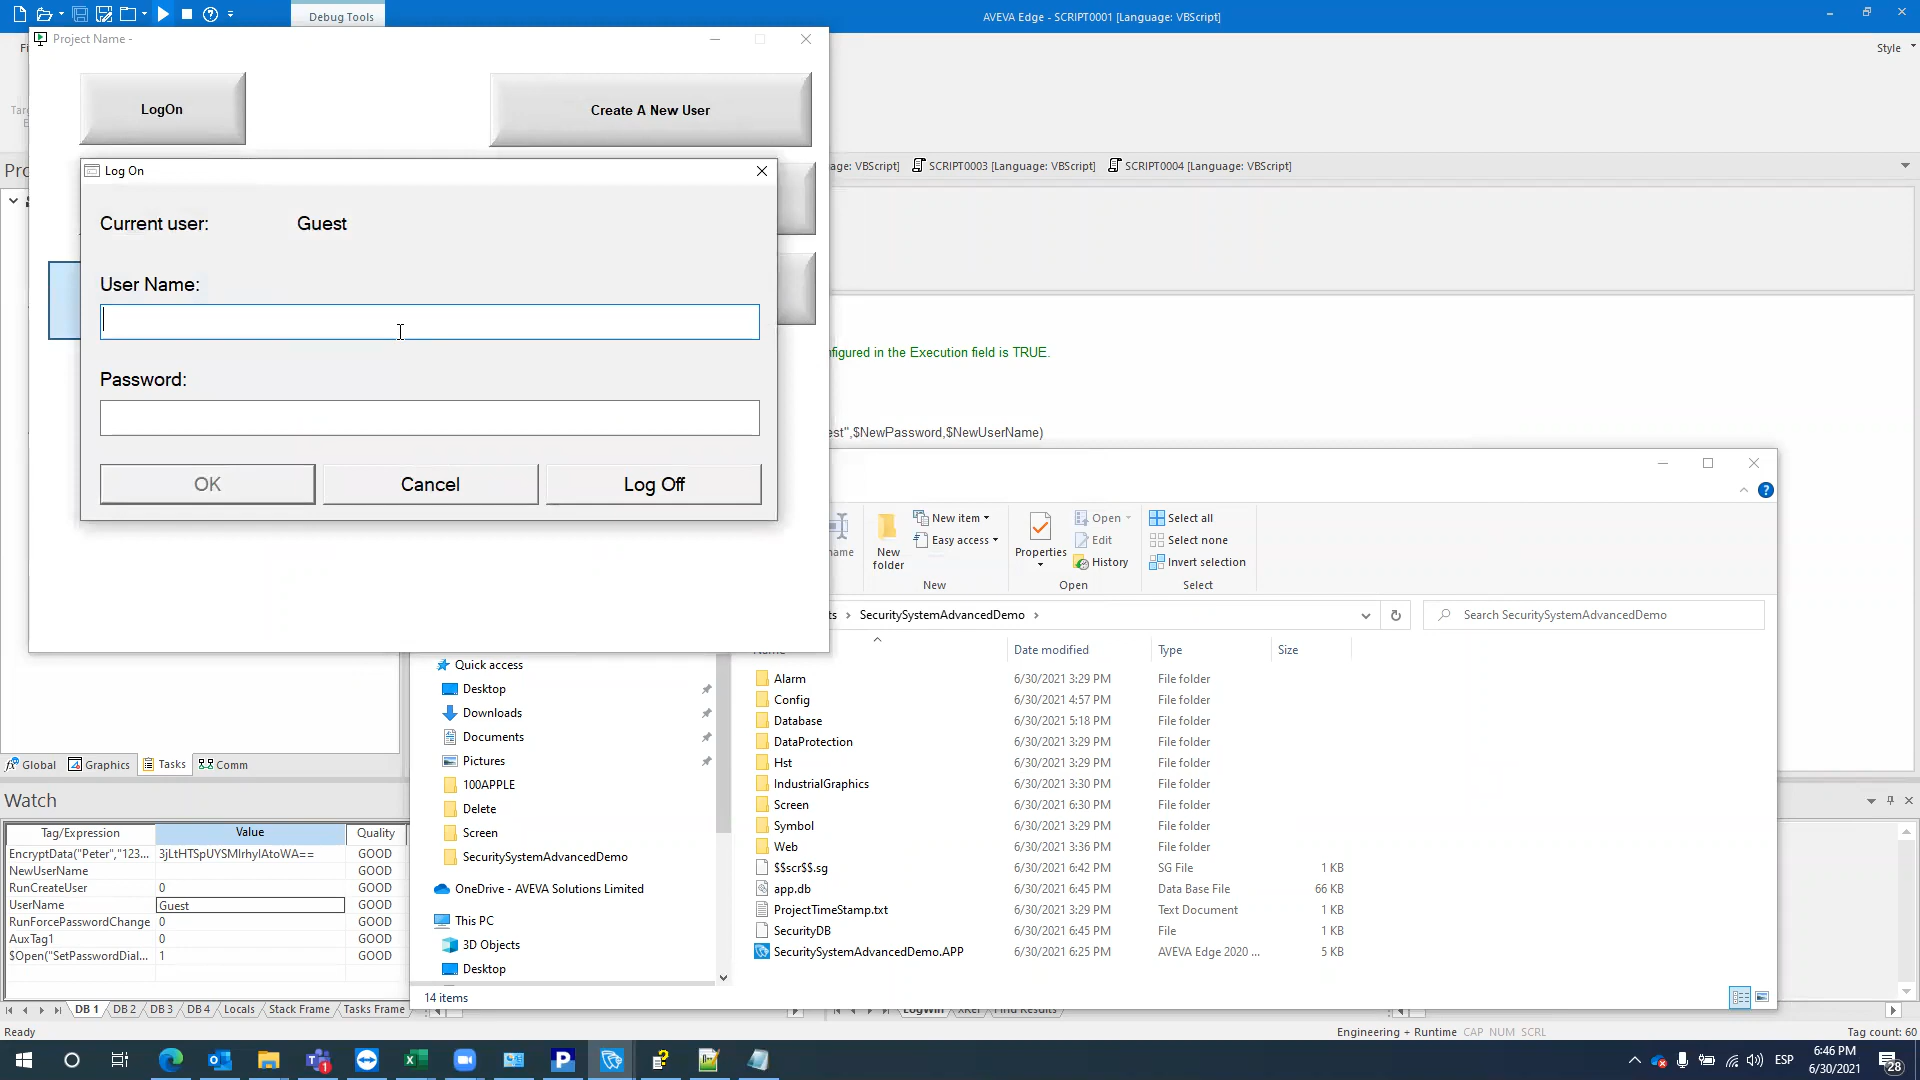 Debug Tools
AVEVA Edge - SCRIPT0001 [Language: VBScript]
Project Name -
Style
LogOn
Create A New User
age: VBScript]
SCRIPT0003 [Language: VBScript]
SCRIPT0004 [Language: VBScript]
Log On
Current user:
Guest
User Name:
Password:
OK
Cancel
Log Off
nfigured in the Execution field is TRUE.
est",$NewPassword,$NewUserName)
New item
Easy access
New folder
New
Properties
Open
Edit
History
Open
Select all
Select none
Invert selection
Select
ts > SecuritySystemAdvancedDemo >
Search SecuritySystemAdvancedDemo
Name
Date modified
Type
Size
Quick access
Desktop
Downloads
Documents
Pictures
100APPLE
Delete
Screen
SecuritySystemAdvancedDemo
OneDrive - AVEVA Solutions Limited
This PC
3D Objects
Desktop
Alarm 6/30/2021 3:29 PM File folder
Config 6/30/2021 4:57 PM File folder
Database 6/30/2021 5:18 PM File folder
DataProtection 6/30/2021 3:29 PM File folder
Hst 6/30/2021 3:29 PM File folder
IndustrialGraphics 6/30/2021 3:30 PM File folder
Screen 6/30/2021 6:30 PM File folder
Symbol 6/30/2021 3:29 PM File folder
Web 6/30/2021 3:36 PM File folder
$$scr$$.sg 6/30/2021 6:42 PM SG File 1 KB
app.db 6/30/2021 6:45 PM Data Base File 66 KB
ProjectTimeStamp.txt 6/30/2021 3:29 PM Text Document 1 KB
SecurityDB 6/30/2021 6:45 PM File 1 KB
SecuritySystemAdvancedDemo.APP 6/30/2021 6:25 PM AVEVA Edge 2020 ... 5 KB
14 items
Global
Graphics
Tasks
Comm
Watch
Tag/Expression Value Quality
EncryptData("Peter","123... GOOD
NewUserName GOOD
RunCreateUser 0 GOOD
UserName Guest GOOD
RunForcePasswordChange 0 GOOD
AuxTag1 0 GOOD
$Open("SetPasswordDial... 1 GOOD
DB 1
DB 2
DB 3
DB 4
Locals
Stack Frame
Tasks Frame
LogWin
XRef
Find Results
Ready
Engineering + Runtime
CAP NUM SCRL
Tag count: 60
ESP
6:46 PM
6/30/2021
28